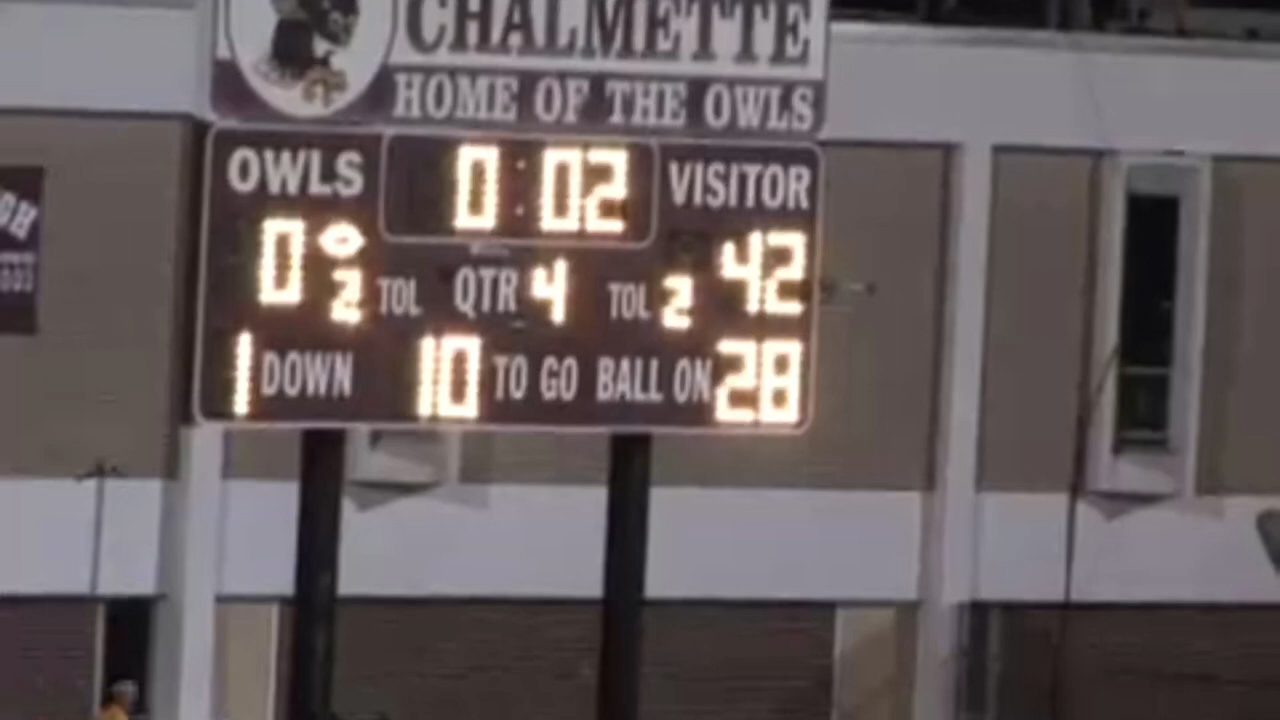 CHALMETTE
HOME OF THE OWLS
OWLS 0:02 VISITOR
0 2 TOL QTR 4 TOL 2 42
1 DOWN 10 TO GO BALL ON 28